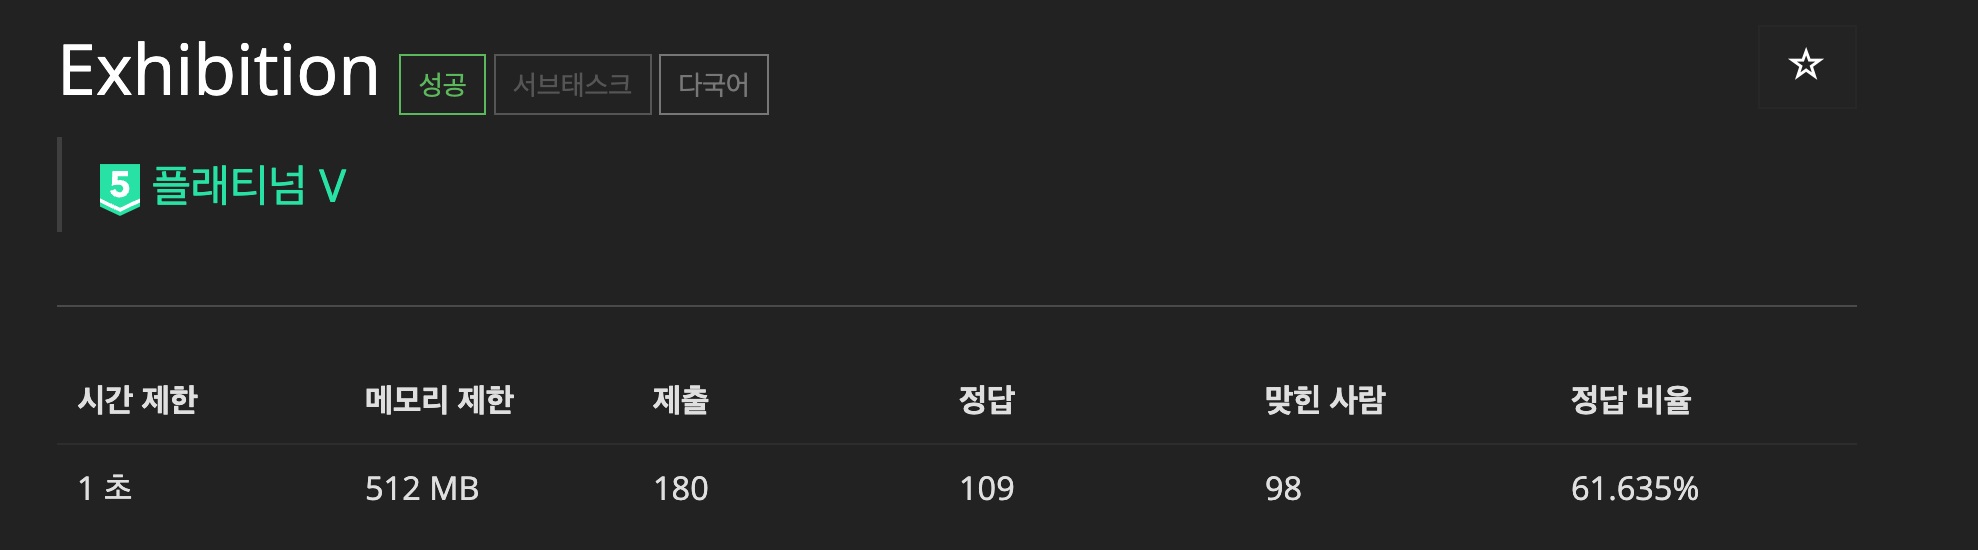 Exhibition 성공 서브태스크 다국어
5 플래티넘 V
시간 제한 메모리 제한 제출 정답 맞힌 사람 정답 비율
1 초 512 MB 180 109 98 61.635%